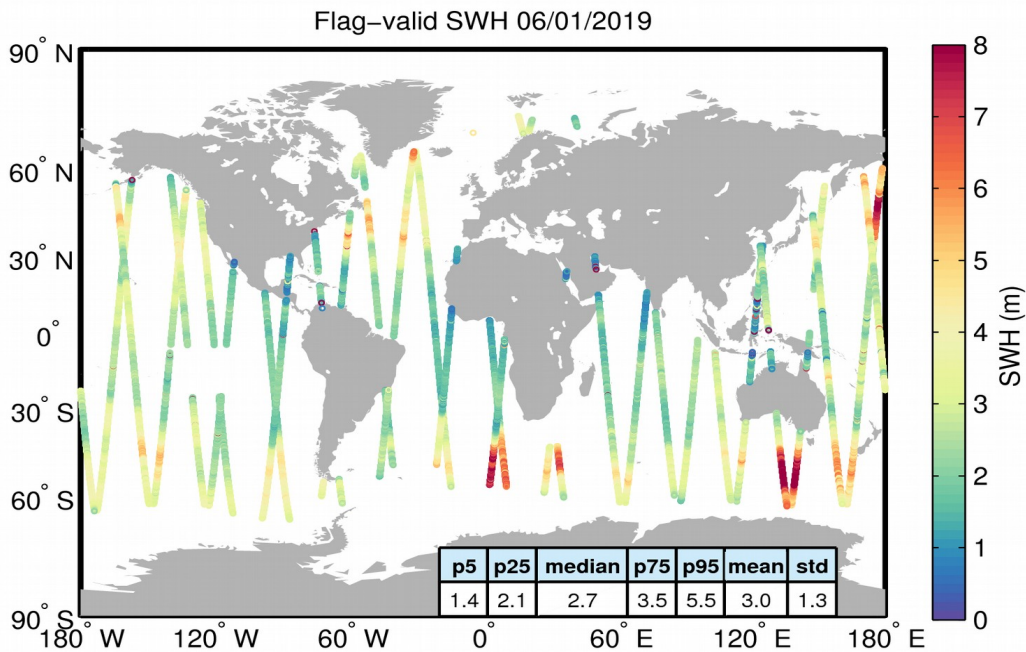 Flag−valid SWH 06/01/2019
90° N
60° N
30° N
0°
30° S
60° S
90° S
180° W
120° W
60° W
0°
60° E
120° E
180° E
8
7
6
5
4
3
2
1
0
SWH (m)
p5 p25 median p75 p95 mean std
1.4 2.1 2.7 3.5 5.5 3.0 1.3